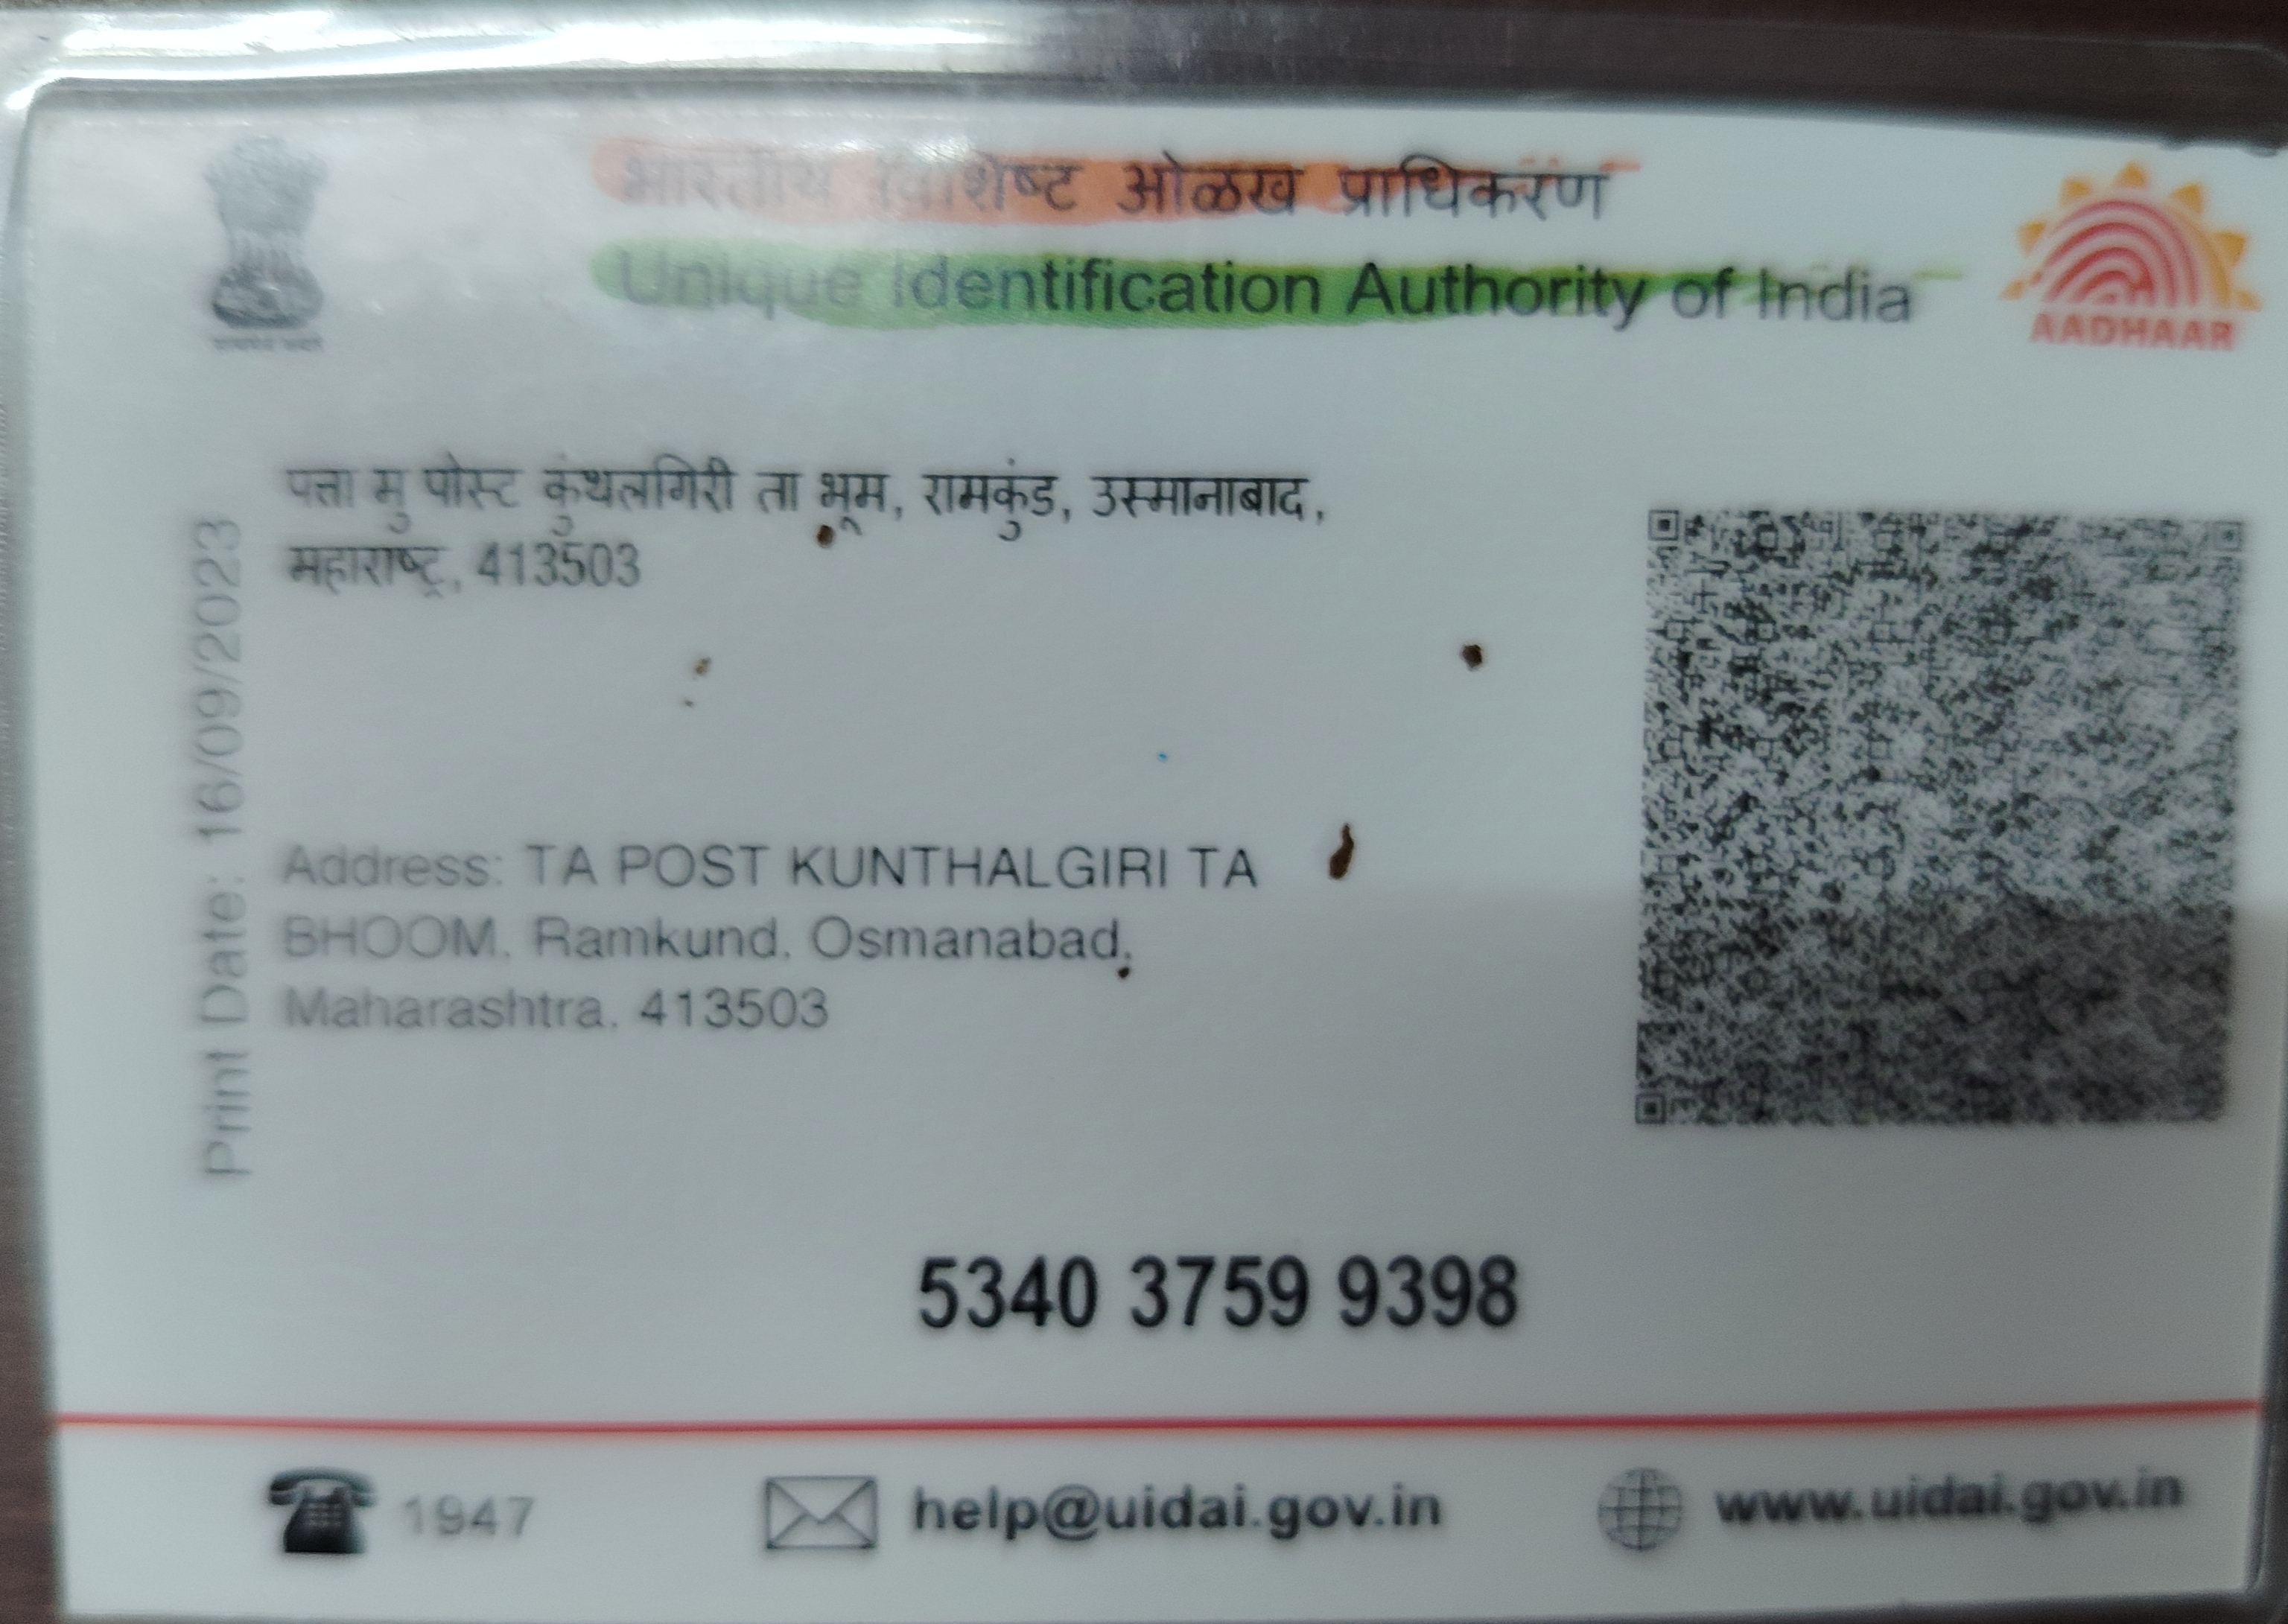 भारतीय विशिष्ट ओळख प्राधिकरण
Unique Identification Authority of India
AADHAAR
पत्ता मु पोस्ट कुंथलगिरी ता भूम, रामकुंड, उस्मानाबाद,
महाराष्ट्र, 413503
Print Date: 16/09/2023
Address: TA POST KUNTHALGIRI TA
BHOOM, Ramkund, Osmanabad,
Maharashtra, 413503
5340 3759 9398
1947
help@uidai.gov.in
www.uidai.gov.in